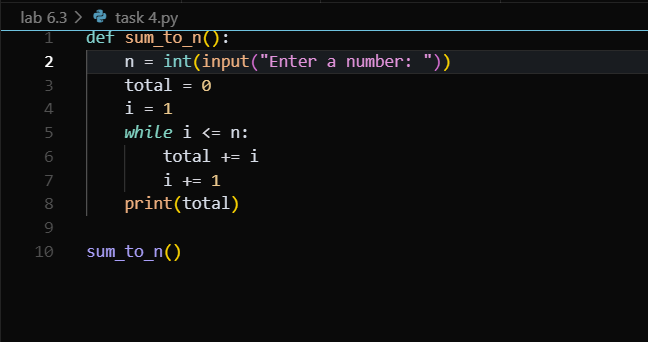 lab 6.3 > task 4.py
1 def sum_to_n():
2     n = int(input("Enter a number: "))
3     total = 0
4     i = 1
5     while i <= n:
6         total += i
7         i += 1
8     print(total)
9
10 sum_to_n()